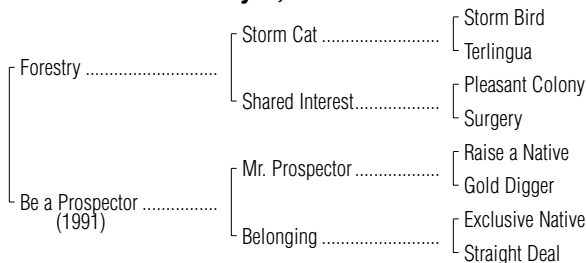 Storm Bird
Storm Cat ........................
Terlingua
Forestry ...........................
Pleasant Colony
Shared Interest.................
Surgery
Raise a Native
Mr. Prospector .................
Gold Digger
Be a Prospector ...............
(1991)
Exclusive Native
Belonging ........................
Straight Deal